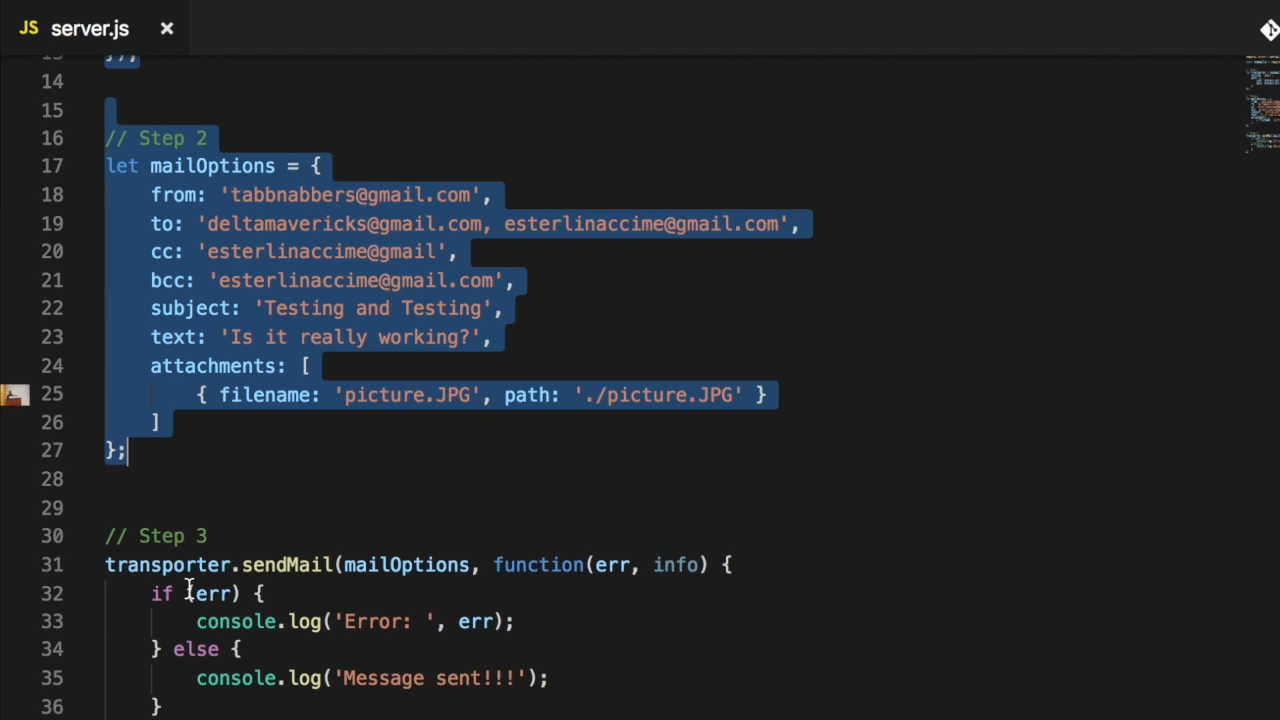 JS server.js ×
13 });
14
15
16 // Step 2
17 let mailOptions = {
18 from: 'tabbnabbers@gmail.com',
19 to: 'deltamavericks@gmail.com, esterlinaccime@gmail.com',
20 cc: 'esterlinaccime@gmail',
21 bcc: 'esterlinaccime@gmail.com',
22 subject: 'Testing and Testing',
23 text: 'Is it really working?',
24 attachments: [
25 { filename: 'picture.JPG', path: './picture.JPG' }
26 ]
27 };
28
29
30 // Step 3
31 transporter.sendMail(mailOptions, function(err, info) {
32 if (err) {
33 console.log('Error: ', err);
34 } else {
35 console.log('Message sent!!!');
36 }